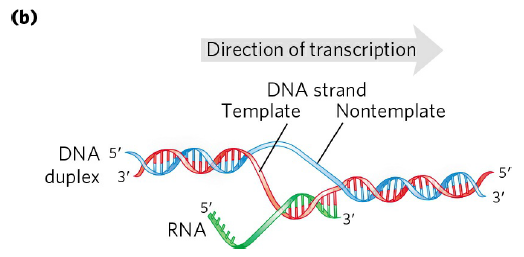 (b)
Direction of transcription
DNA strand
Template Nontemplate
DNA 5′
duplex 3′
5′
3′
5′
RNA
3′